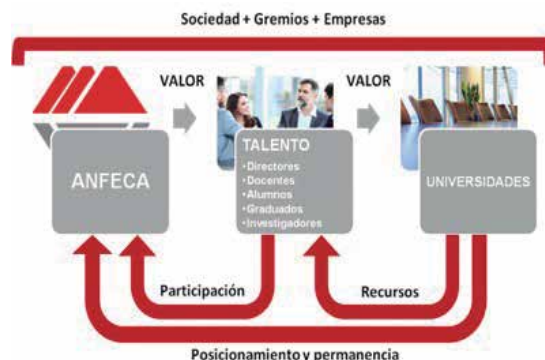 Sociedad + Gremios + Empresas
VALOR
VALOR
ANFECA
TALENTO
•Directores
•Docentes
•Alumnos
•Graduados
•Investigadores
UNIVERSIDADES
Participación
Recursos
Posicionamiento y permanencia